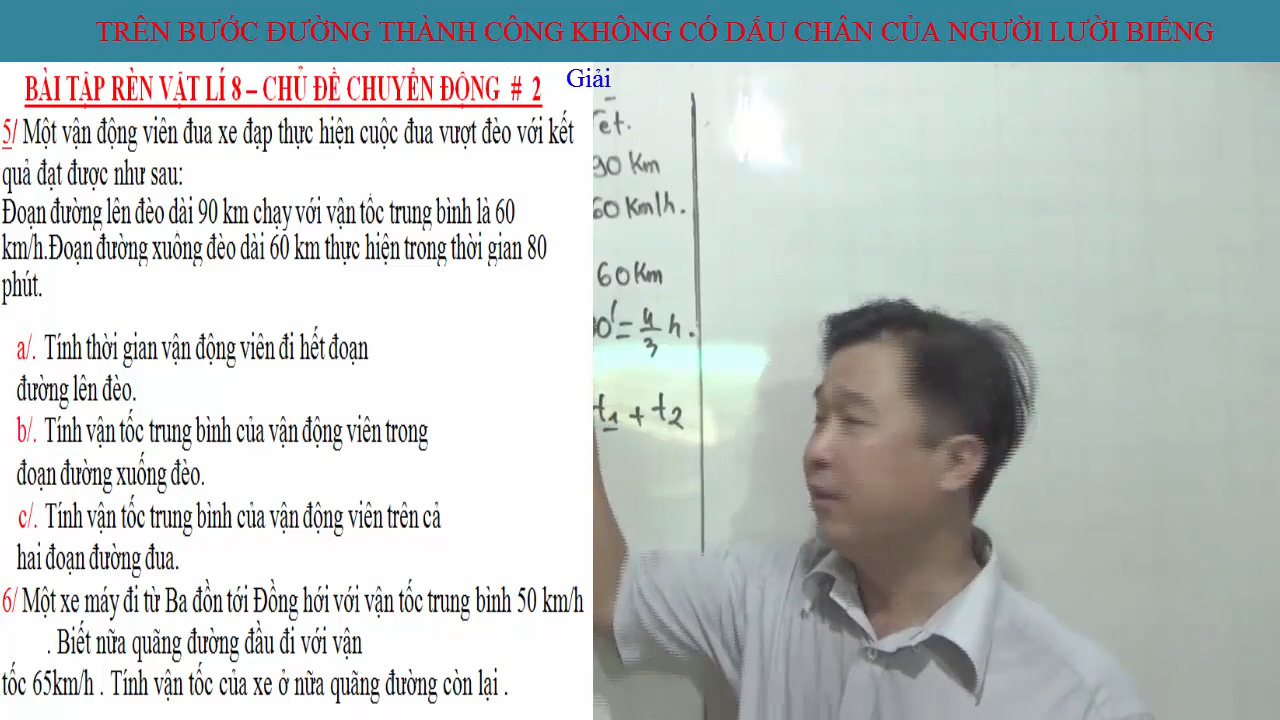 TRÊN BƯỚC ĐƯỜNG THÀNH CÔNG KHÔNG CÓ DẤU CHÂN CỦA NGƯỜI LƯỜI BIẾNG
BÀI TẬP RÈN VẬT LÍ 8 – CHỦ ĐỀ CHUYỂN ĐỘNG # 2
5/ Một vận động viên đua xe đạp thực hiện cuộc đua vượt đèo với kết
quả đạt được như sau:
Đoạn đường lên đèo dài 90 km chạy với vận tốc trung bình là 60
km/h.Đoạn đường xuống đèo dài 60 km thực hiện trong thời gian 80
phút.
a/. Tính thời gian vận động viên đi hết đoạn
đường lên đèo.
b/. Tính vận tốc trung bình của vận động viên trong
đoạn đường xuống đèo.
c/. Tính vận tốc trung bình của vận động viên trên cả
hai đoạn đường đua.
6/ Một xe máy đi từ Ba đồn tới Đồng hới với vận tốc trung bình 50 km/h
. Biết nữa quãng đường đầu đi với vận
tốc 65km/h . Tính vận tốc của xe ở nữa quãng đường còn lại .
Giải
90 Km
60 Km/h.
60 Km
0' = 4/3 h.
t1 + t2